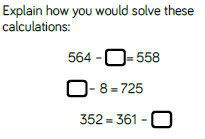 Explain how you would solve these
calculations:
564 - □ = 558
□ - 8 = 725
352 = 361 - □